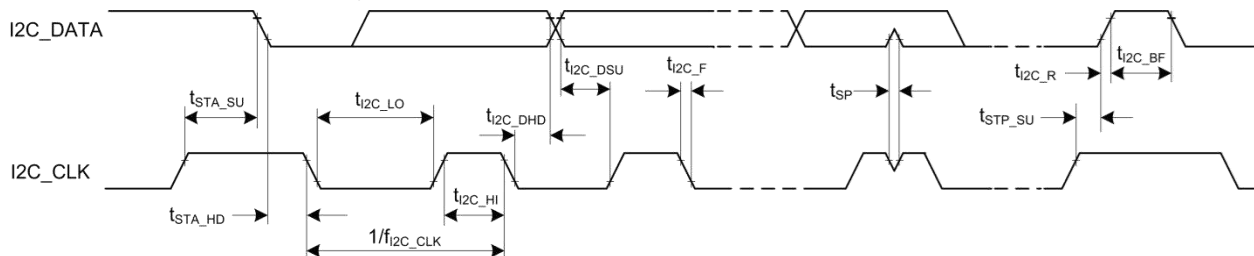 I2C_DATA
tSTA_SU
tI2C_LO
tI2C_DHD
tI2C_DSU
tI2C_F
tSP
tI2C_R
tI2C_BF
tSTP_SU
I2C_CLK
tSTA_HD
tI2C_HI
1/fI2C_CLK